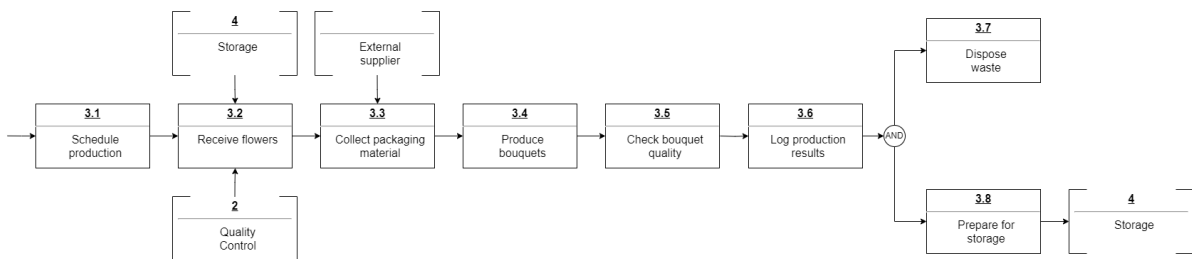 4
Storage
External
supplier
3.7
Dispose
waste
3.1
Schedule
production
3.2
Receive flowers
3.3
Collect packaging
material
3.4
Produce
bouquets
3.5
Check bouquet
quality
3.6
Log production
results
AND
2
Quality
Control
3.8
Prepare for
storage
4
Storage